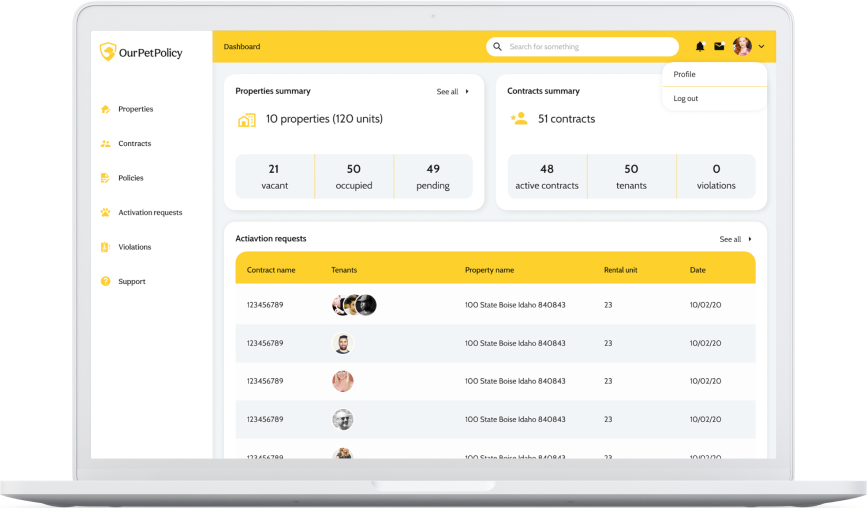 OurPetPolicy
Dashboard
Search for something
Profile
Log out
Properties
Contracts
Policies
Activation requests
Violations
Support
Properties summary
See all
10 properties (120 units)
21
50
49
vacant
occupied
pending
Contracts summary
51 contracts
48
50
0
active contracts
tenants
violations
Actiavtion requests
See all
Contract name Tenants Property name Rental unit Date
123456789 100 State Boise Idaho 840843 23 10/02/20
123456789 100 State Boise Idaho 840843 23 10/02/20
123456789 100 State Boise Idaho 840843 23 10/02/20
123456789 100 State Boise Idaho 840843 23 10/02/20
123456789 100 State Boise Idaho 840843 23 10/02/20